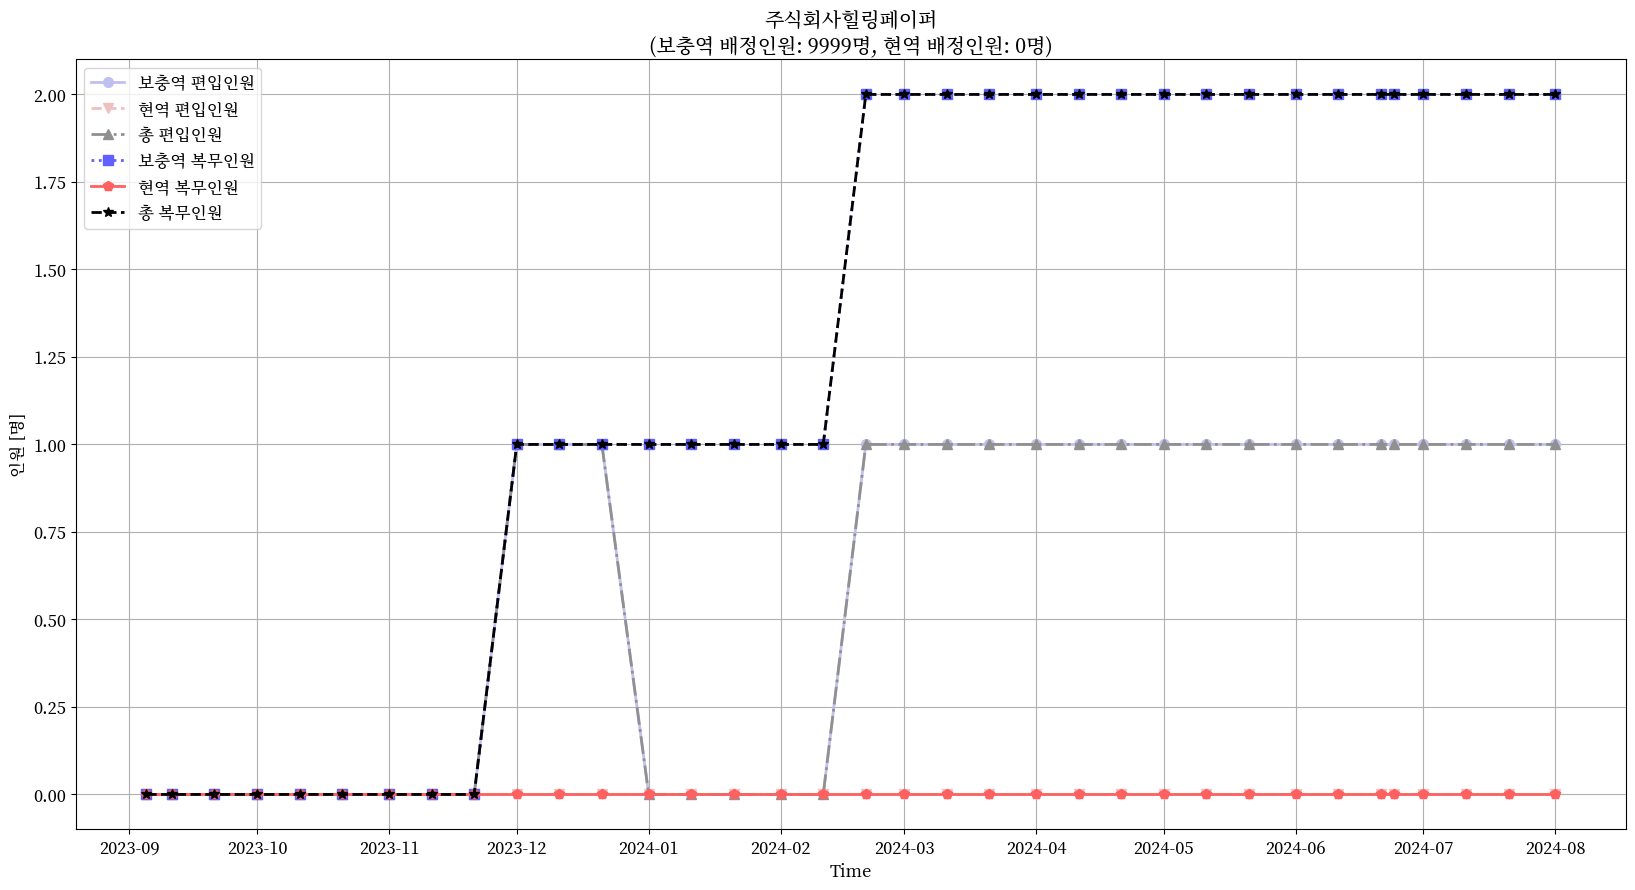 주식회사힐링페이퍼
(보충역 배정인원: 9999명, 현역 배정인원: 0명)
보충역 편입인원
현역 편입인원
총 편입인원
보충역 복무인원
현역 복무인원
총 복무인원
2.00
1.75
1.50
1.25
1.00
0.75
0.50
0.25
0.00
인원 [명]
2023-09 2023-10 2023-11 2023-12 2024-01 2024-02 2024-03 2024-04 2024-05 2024-06 2024-07 2024-08
Time